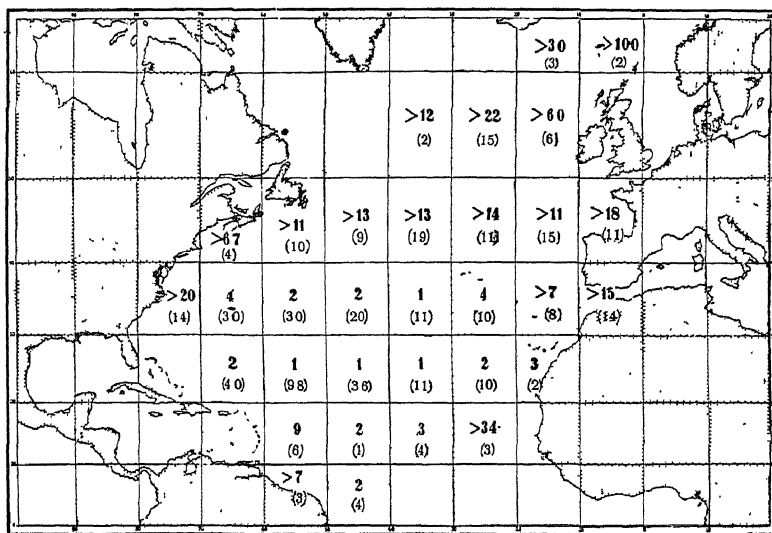 >30 >100
(3) (2)
>12 >22 >60
(2) (15) (6)
>67 >11 >13 >13 >14 >11 >18
(4) (10) (9) (19) (11) (15) (11)
>20 4 2 2 1 4 >7 >15
(14) (30) (30) (20) (11) (10) (8) (14)
2 1 1 1 2 3
(40) (98) (36) (11) (10) (2)
9 2 3 >34
(6) (1) (4) (3)
>7 2
(3) (4)